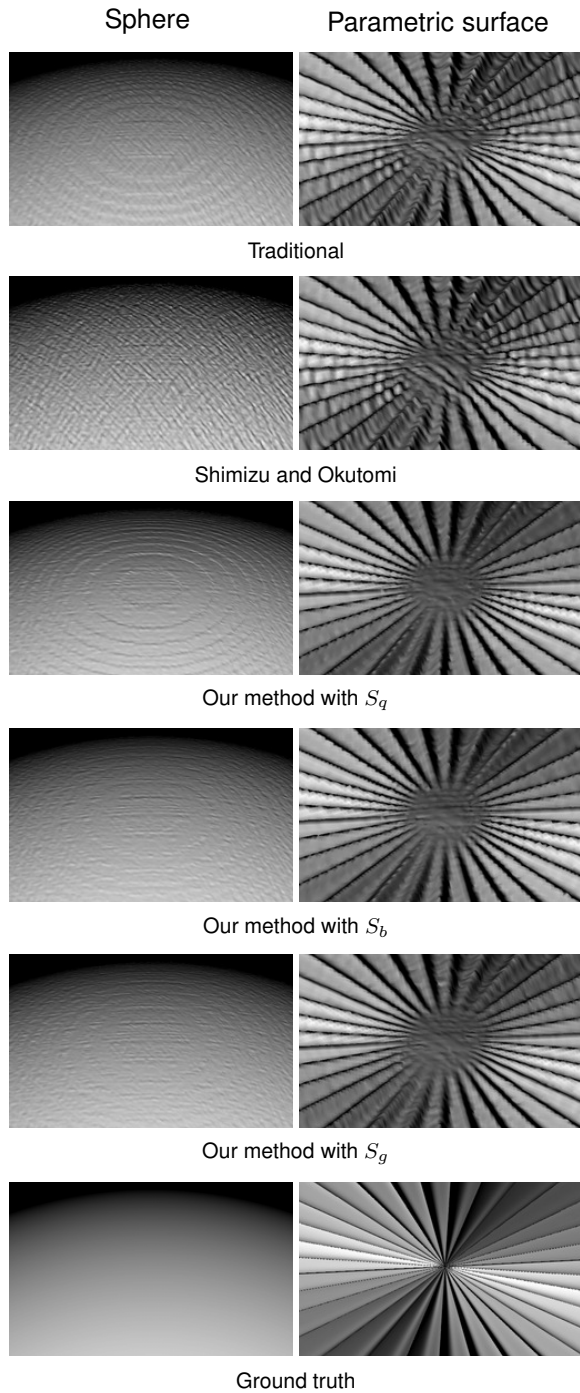 Sphere Parametric surface
Traditional
Shimizu and Okutomi
Our method with $S_q$
Our method with $S_b$
Our method with $S_g$
Ground truth